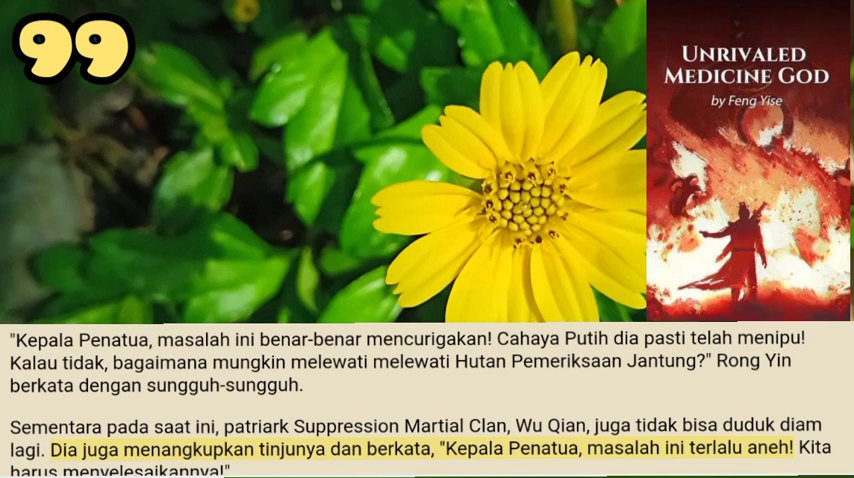 99
UNRIVALED
MEDICINE GOD
by Feng Yise
"Kepala Penatua, masalah ini benar-benar mencurigakan! Cahaya Putih dia pasti telah menipu!
Kalau tidak, bagaimana mungkin melewati melewati Hutan Pemeriksaan Jantung?" Rong Yin
berkata dengan sungguh-sungguh.
Sementara pada saat ini, patriark Suppression Martial Clan, Wu Qian, juga tidak bisa duduk diam
lagi. Dia juga menangkupkan tinjunya dan berkata, "Kepala Penatua, masalah ini terlalu aneh! Kita
harus menyelesaikannya!"